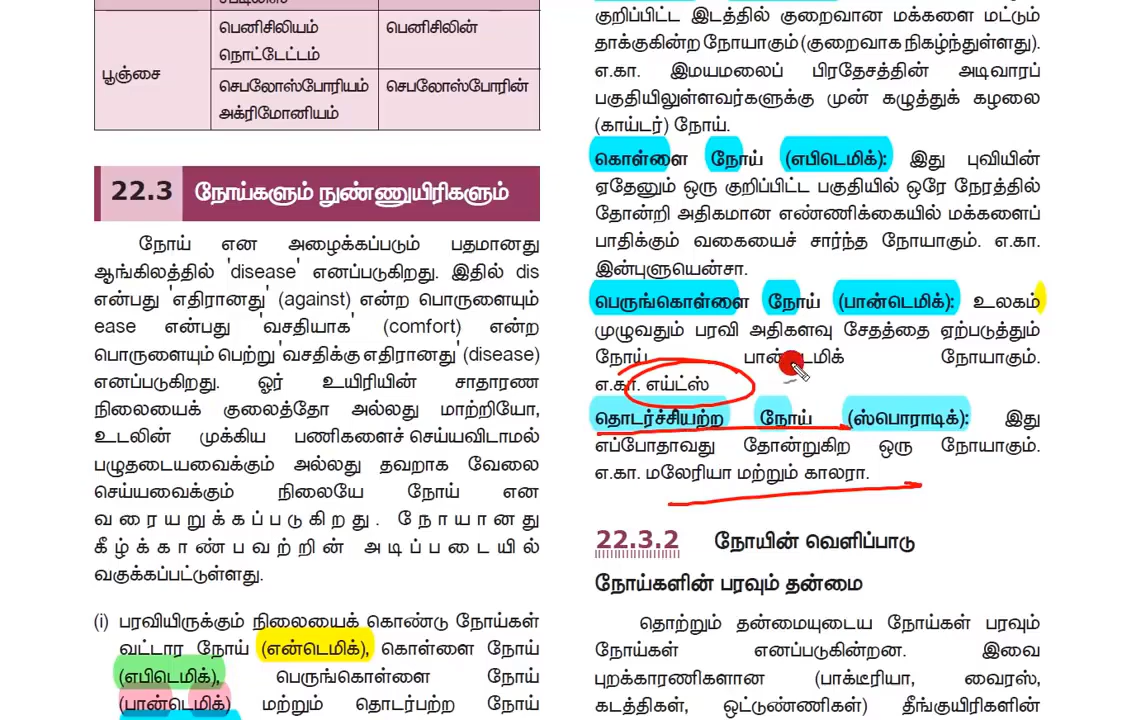 பெனிசிலியம்
நொட்டேட்டம்
பெனிசிலின்
பூஞ்சை
செபலோஸ்போரியம்
அக்ரிமோனியம்
செபலோஸ்போரின்
22.3 நோய்களும் நுண்ணுயிரிகளும்
நோய் என அழைக்கப்படும் பதமானது
ஆங்கிலத்தில் 'disease' எனப்படுகிறது. இதில் dis
என்பது 'எதிரானது' (against) என்ற பொருளையும்
ease என்பது 'வசதியாக' (comfort) என்ற
பொருளையும் பெற்று 'வசதிக்கு எதிரானது' (disease)
எனப்படுகிறது. ஓர் உயிரியின் சாதாரண
நிலையைக் குலைத்தோ அல்லது மாற்றியோ,
உடலின் முக்கிய பணிகளைச் செய்யவிடாமல்
பழுதடையவைக்கும் அல்லது தவறாக வேலை
செய்யவைக்கும் நிலையே நோய் என
வரையறுக்கப்படுகிறது. நோயானது
கீழ்க்காண்பவற்றின் அடிப்படையில்
வகுக்கப்பட்டுள்ளது.
(i) பரவியிருக்கும் நிலையைக் கொண்டு நோய்கள்
வட்டார நோய் (என்டெமிக்), கொள்ளை நோய்
(எபிடெமிக்), பெருங்கொள்ளை நோய்
(பான்டெமிக்) மற்றும் தொடர்பற்ற நோய்
குறிப்பிட்ட இடத்தில் குறைவான மக்களை மட்டும்
தாக்குகின்ற நோயாகும் (குறைவாக நிகழ்ந்துள்ளது).
எ.கா. இமயமலைப் பிரதேசத்தின் அடிவாரப்
பகுதியிலுள்ளவர்களுக்கு முன் கழுத்துக் கழலை
(காய்டர்) நோய்.
கொள்ளை நோய் (எபிடெமிக்): இது புவியின்
ஏதேனும் ஒரு குறிப்பிட்ட பகுதியில் ஒரே நேரத்தில்
தோன்றி அதிகமான எண்ணிக்கையில் மக்களைப்
பாதிக்கும் வகையைச் சார்ந்த நோயாகும். எ.கா.
இன்புளுயென்சா.
பெருங்கொள்ளை நோய் (பான்டெமிக்): உலகம்
முழுவதும் பரவி அதிகளவு சேதத்தை ஏற்படுத்தும்
நோய் பான்டெமிக் நோயாகும்.
எ.கா. எய்ட்ஸ்
தொடர்ச்சியற்ற நோய் (ஸ்பொராடிக்): இது
எப்போதாவது தோன்றுகிற ஒரு நோயாகும்.
எ.கா. மலேரியா மற்றும் காலரா.
22.3.2 நோயின் வெளிப்பாடு
நோய்களின் பரவும் தன்மை
தொற்றும் தன்மையுடைய நோய்கள் பரவும்
நோய்கள் எனப்படுகின்றன. இவை
புறக்காரணிகளான (பாக்டீரியா, வைரஸ்,
கடத்திகள், ஒட்டுண்ணிகள்) தீங்குயிரிகளின்